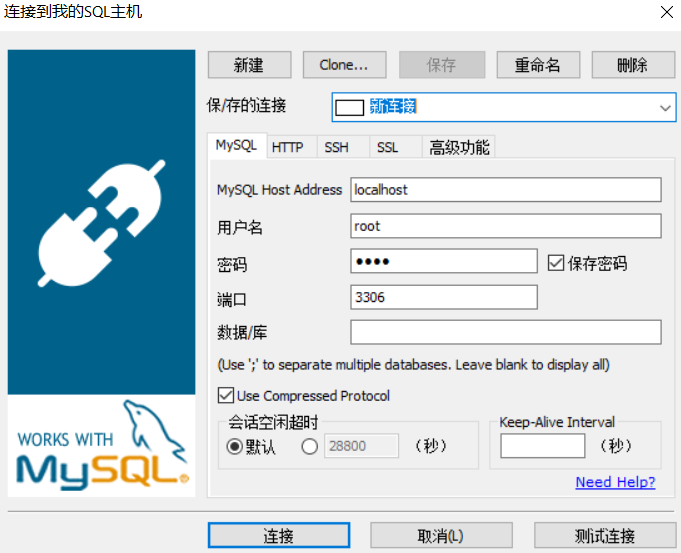 连接到我的SQL主机
新建 Clone... 保存 重命名 删除
保/存的连接 新连接
MySQL HTTP SSH SSL 高级功能
MySQL Host Address localhost
用户名 root
密码 •••• 保存密码
端口 3306
数据/库
(Use ';' to separate multiple databases. Leave blank to display all)
Use Compressed Protocol
会话空闲超时 Keep-Alive Interval
默认 28800 （秒） （秒）
Need Help?
WORKS WITH
MySQL®
连接 取消(L) 测试连接